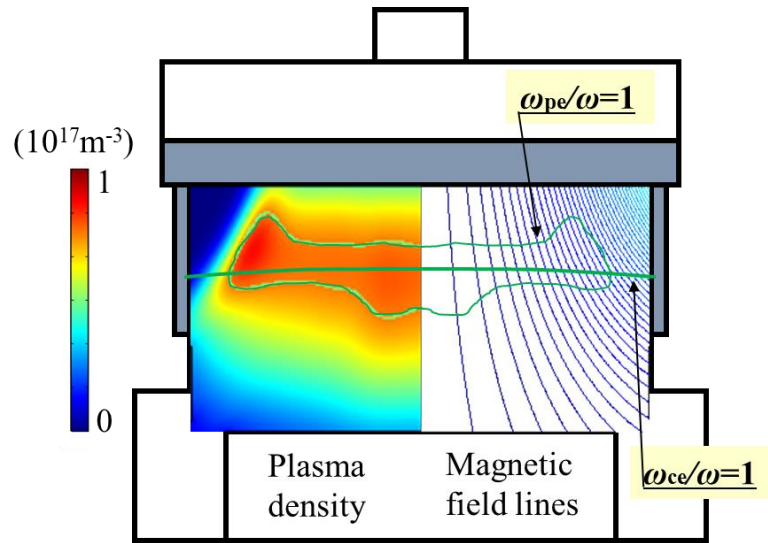 ωpe/ω=1
(10¹⁷m⁻³)
1
0
Plasma
density
Magnetic
field lines
ωce/ω=1